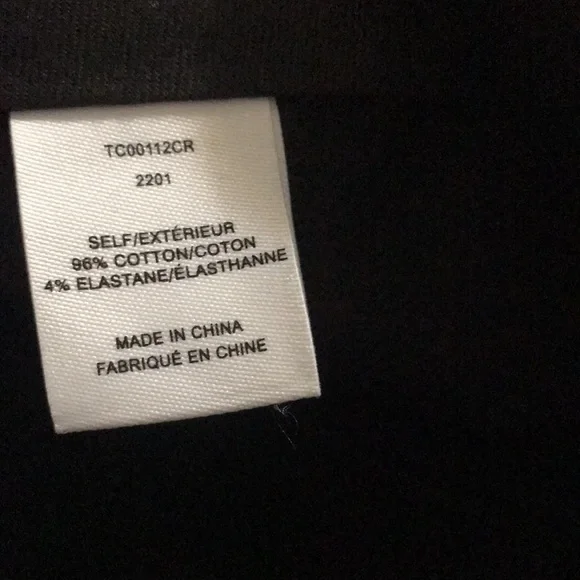 TC00112CR
2201
SELF/EXTÉRIEUR
96% COTTON/COTON
4% ELASTANE/ÉLASTHANNE
MADE IN CHINA
FABRIQUÉ EN CHINE